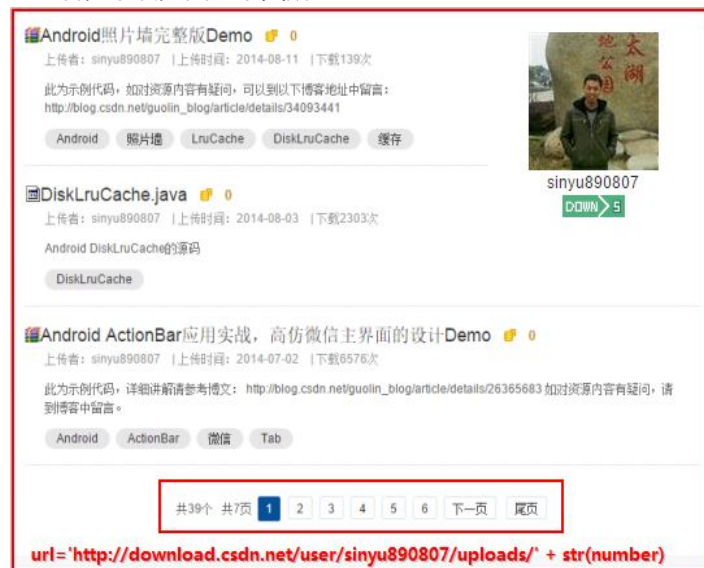 Android照片墙完整版Demo 0
上传者：sinyu890807 |上传时间：2014-08-11 |下载139次
此为示例代码，如对资源内容有疑问，可以到以下博客地址中留言：
http://blog.csdn.net/guolin_blog/article/details/34093441
Android 照片墙 LruCache DiskLruCache 缓存
太湖
地公园
sinyu890807
DOWN 5
DiskLruCache.java 0
上传者：sinyu890807 |上传时间：2014-08-03 |下载2303次
Android DiskLruCache的源码
DiskLruCache
Android ActionBar应用实战，高仿微信主界面的设计Demo 0
上传者：sinyu890807 |上传时间：2014-07-02 |下载6576次
此为示例代码，详细讲解请参考博文： http://blog.csdn.net/guolin_blog/article/details/26365683 如对资源内容有疑问，请
到博客中留言。
Android ActionBar 微信 Tab
共39个 共7页 1 2 3 4 5 6 下一页 尾页
url='http://download.csdn.net/user/sinyu890807/uploads/' + str(number)